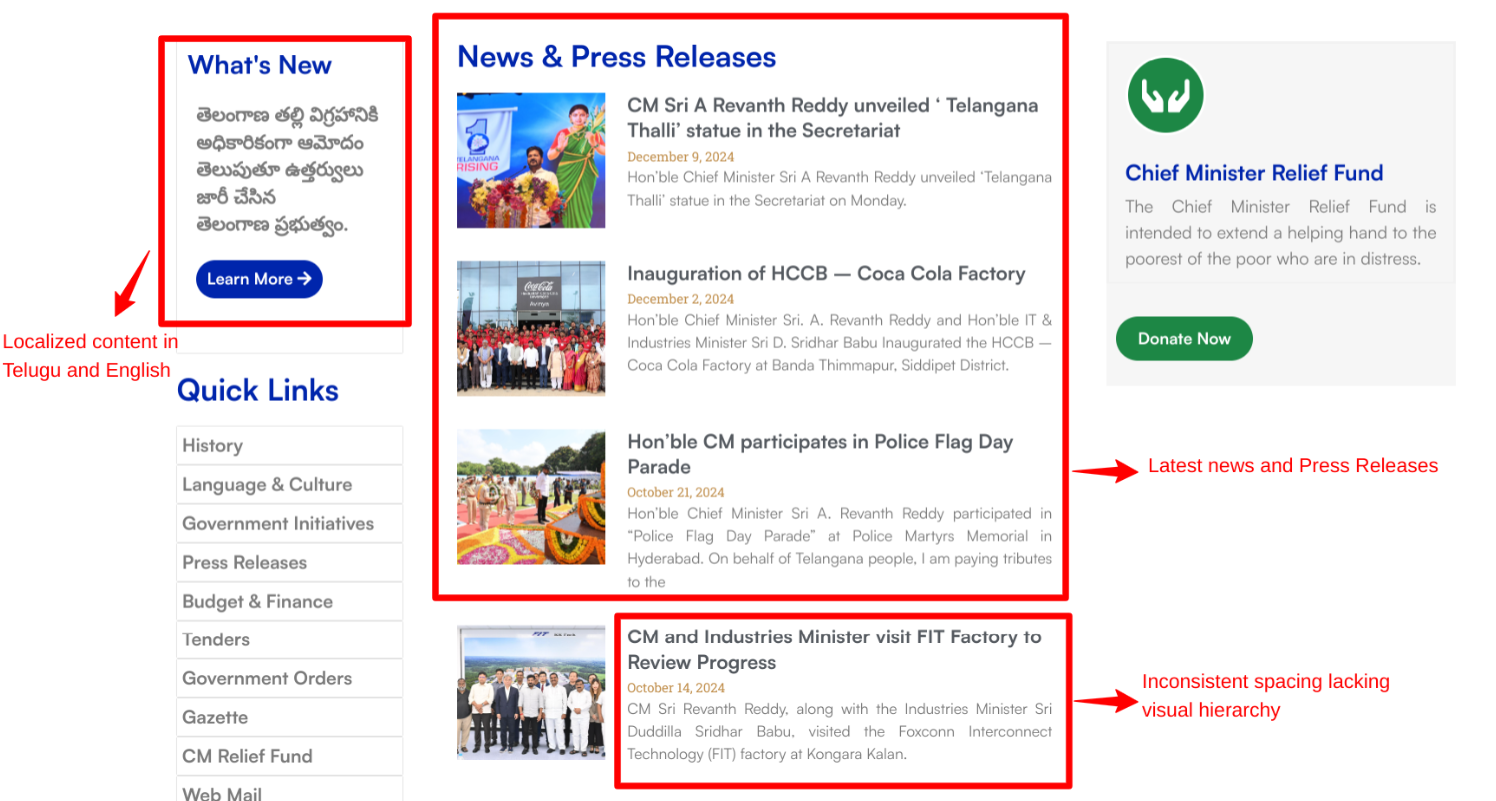 What's New
తెలంగాణ తల్లి విగ్రహానికి
అధికారికంగా ఆమోదం
తెలుపుతూ ఉత్తర్వులు
జారీ చేసిన
తెలంగాణ ప్రభుత్వం.
Learn More →
Localized content in
Telugu and English
Quick Links
History
Language & Culture
Government Initiatives
Press Releases
Budget & Finance
Tenders
Government Orders
Gazette
CM Relief Fund
Web Mail
News & Press Releases
TELANGANA
RISING
CM Sri A Revanth Reddy unveiled ‘ Telangana
Thalli’ statue in the Secretariat
December 9, 2024
Hon’ble Chief Minister Sri A Revanth Reddy unveiled ‘Telangana
Thalli’ statue in the Secretariat on Monday.
Coca-Cola
Inauguration of HCCB – Coca Cola Factory
December 2, 2024
Hon’ble Chief Minister Sri. A. Revanth Reddy and Hon’ble IT &
Industries Minister Sri D. Sridhar Babu Inaugurated the HCCB –
Coca Cola Factory at Banda Thimmapur, Siddipet District.
Hon’ble CM participates in Police Flag Day
Parade
October 21, 2024
Hon’ble Chief Minister Sri A. Revanth Reddy participated in
“Police Flag Day Parade” at Police Martyrs Memorial in
Hyderabad. On behalf of Telangana people, I am paying tributes
to the
FIT
CM and Industries Minister visit FIT Factory to
Review Progress
October 14, 2024
CM Sri Revanth Reddy, along with the Industries Minister Sri
Duddilla Sridhar Babu, visited the Foxconn Interconnect
Technology (FIT) factory at Kongara Kalan.
Chief Minister Relief Fund
The Chief Minister Relief Fund is
intended to extend a helping hand to the
poorest of the poor who are in distress.
Donate Now
Latest news and Press Releases
Inconsistent spacing lacking
visual hierarchy